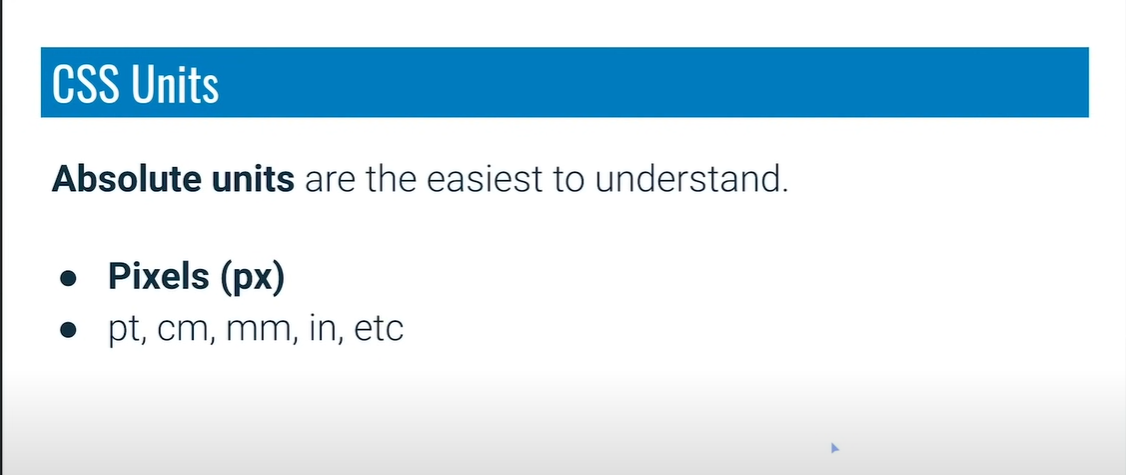 CSS Units
Absolute units are the easiest to understand.
● Pixels (px)
● pt, cm, mm, in, etc